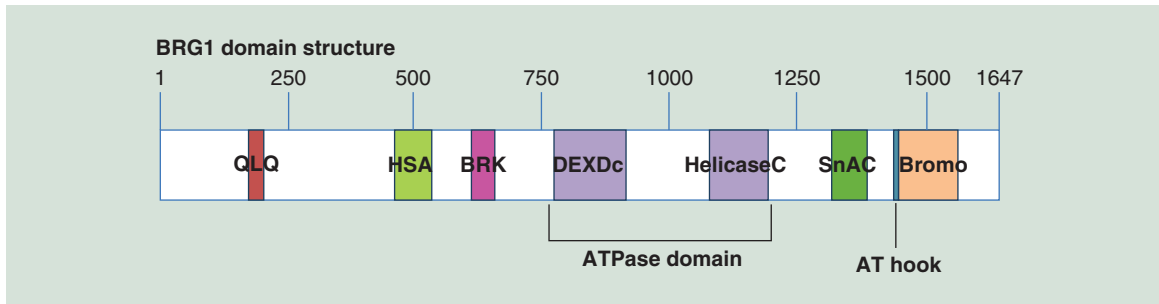 BRG1 domain structure
1 250 500 750 1000 1250 1500 1647
QLQ HSA BRK DEXDc HelicaseC SnAC Bromo
ATPase domain
AT hook